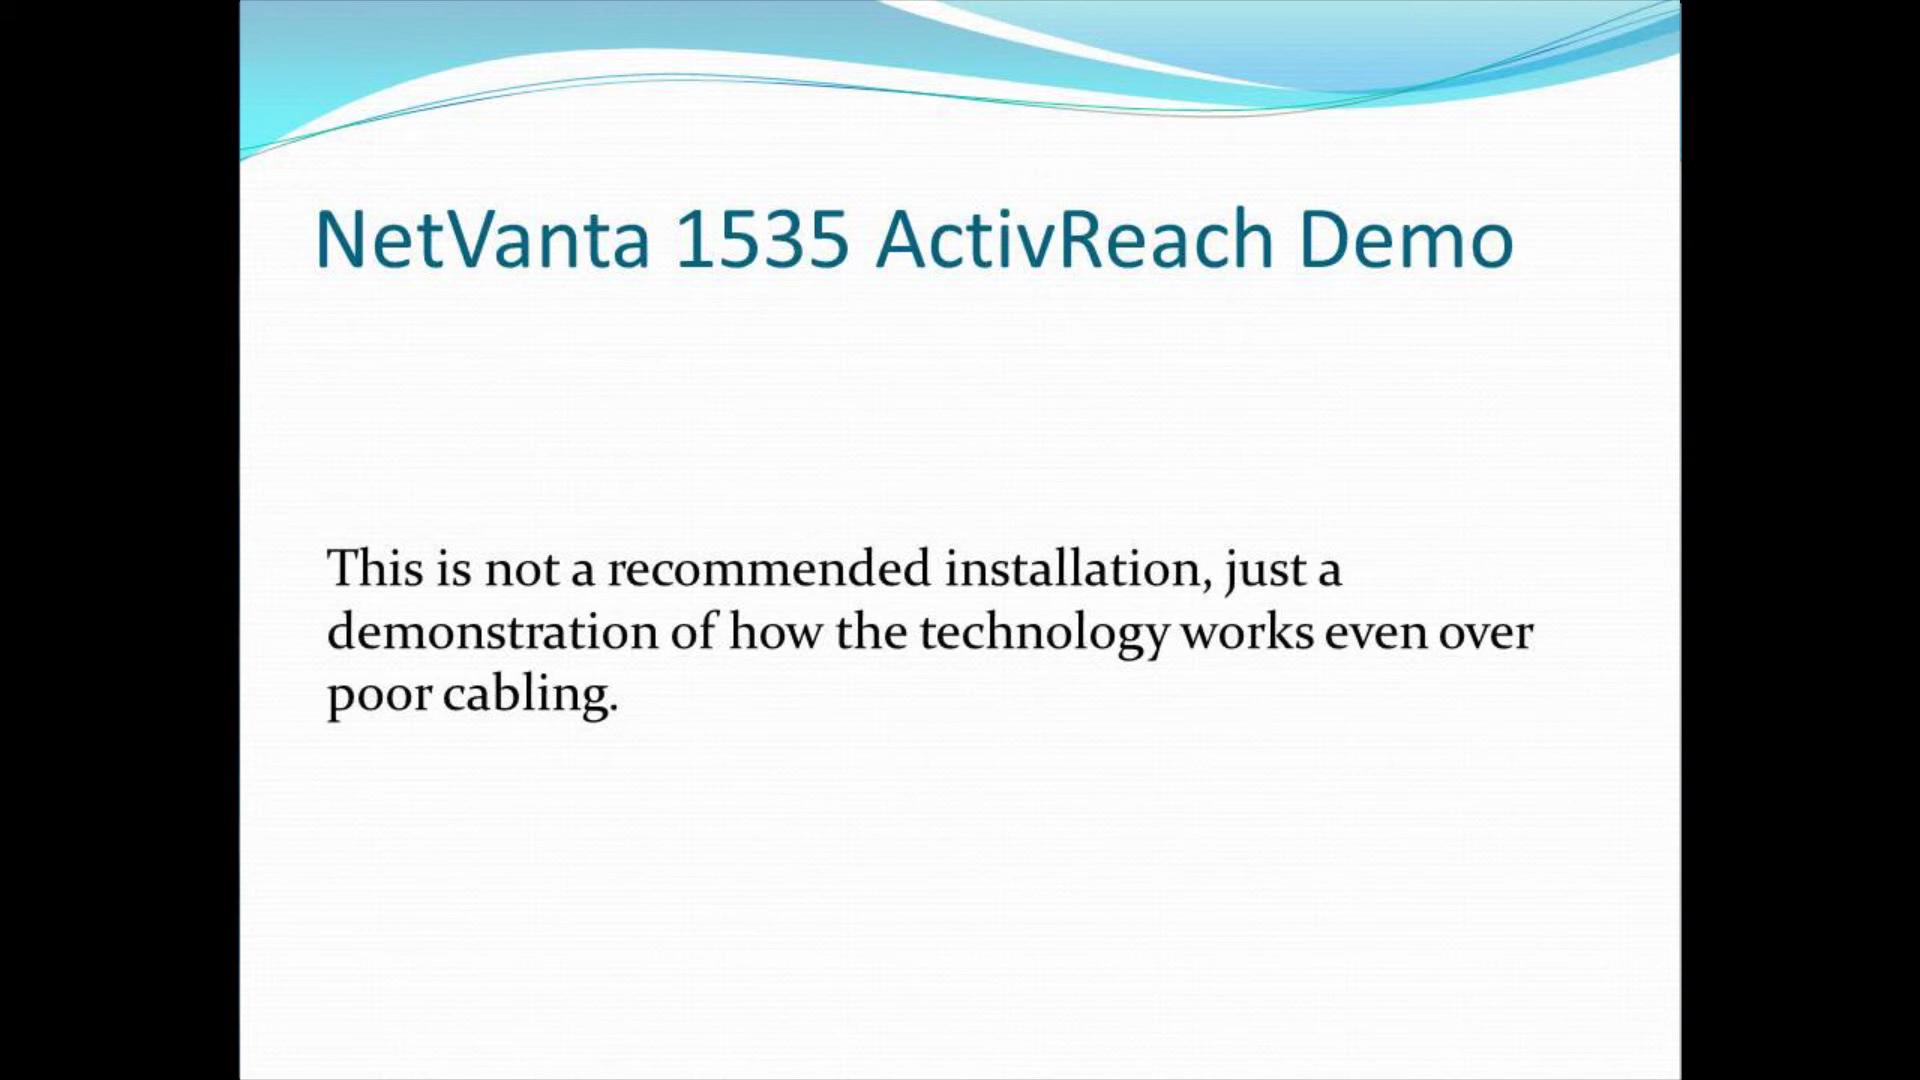 NetVanta 1535 ActivReach Demo
This is not a recommended installation, just a
demonstration of how the technology works even over
poor cabling.